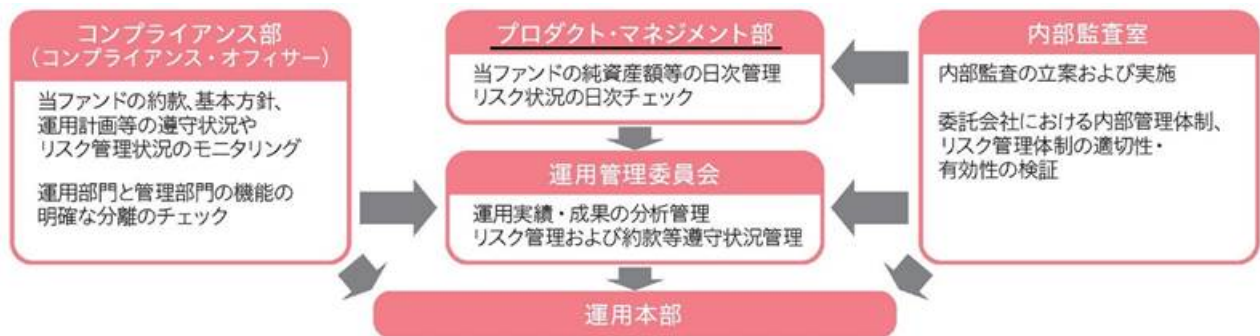 コンプライアンス部
（コンプライアンス・オフィサー）
当ファンドの約款、基本方針、
運用計画等の遵守状況や
リスク管理状況のモニタリング
運用部門と管理部門の機能の
明確な分離のチェック
プロダクト・マネジメント部
当ファンドの純資産額等の日次管理
リスク状況の日次チェック
運用管理委員会
運用実績・成果の分析管理
リスク管理および約款等遵守状況管理
内部監査室
内部監査の立案および実施
委託会社における内部管理体制、
リスク管理体制の適切性・
有効性の検証
運用本部